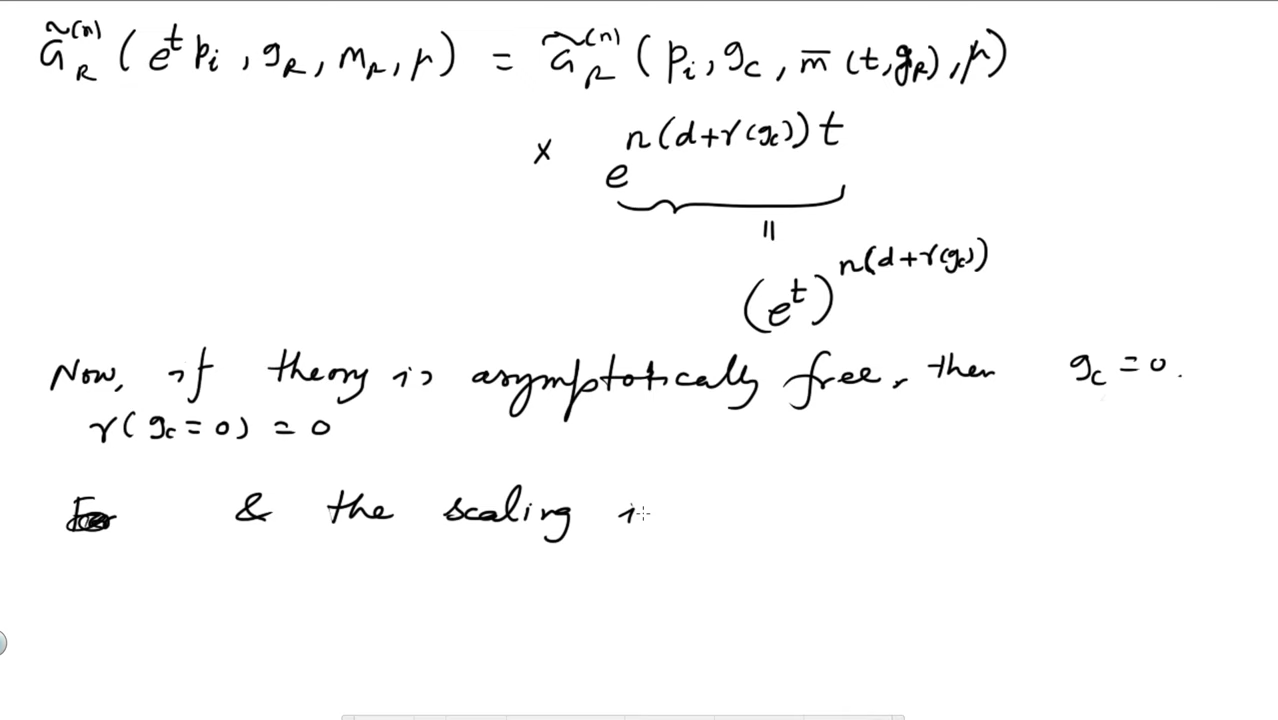 G̃_R^(n) (e^t p_i, g_R, m_R, μ) = G̃_R^(n) (p_i, g_c, m̄ (t, g_R), μ)
× e^{n(d+γ(g_c))t}
=
(e^t)^{n(d+γ(g_c))}
Now, if theory is asymptotically free, then g_c = 0.
γ(g_c = 0) = 0
& the scaling i